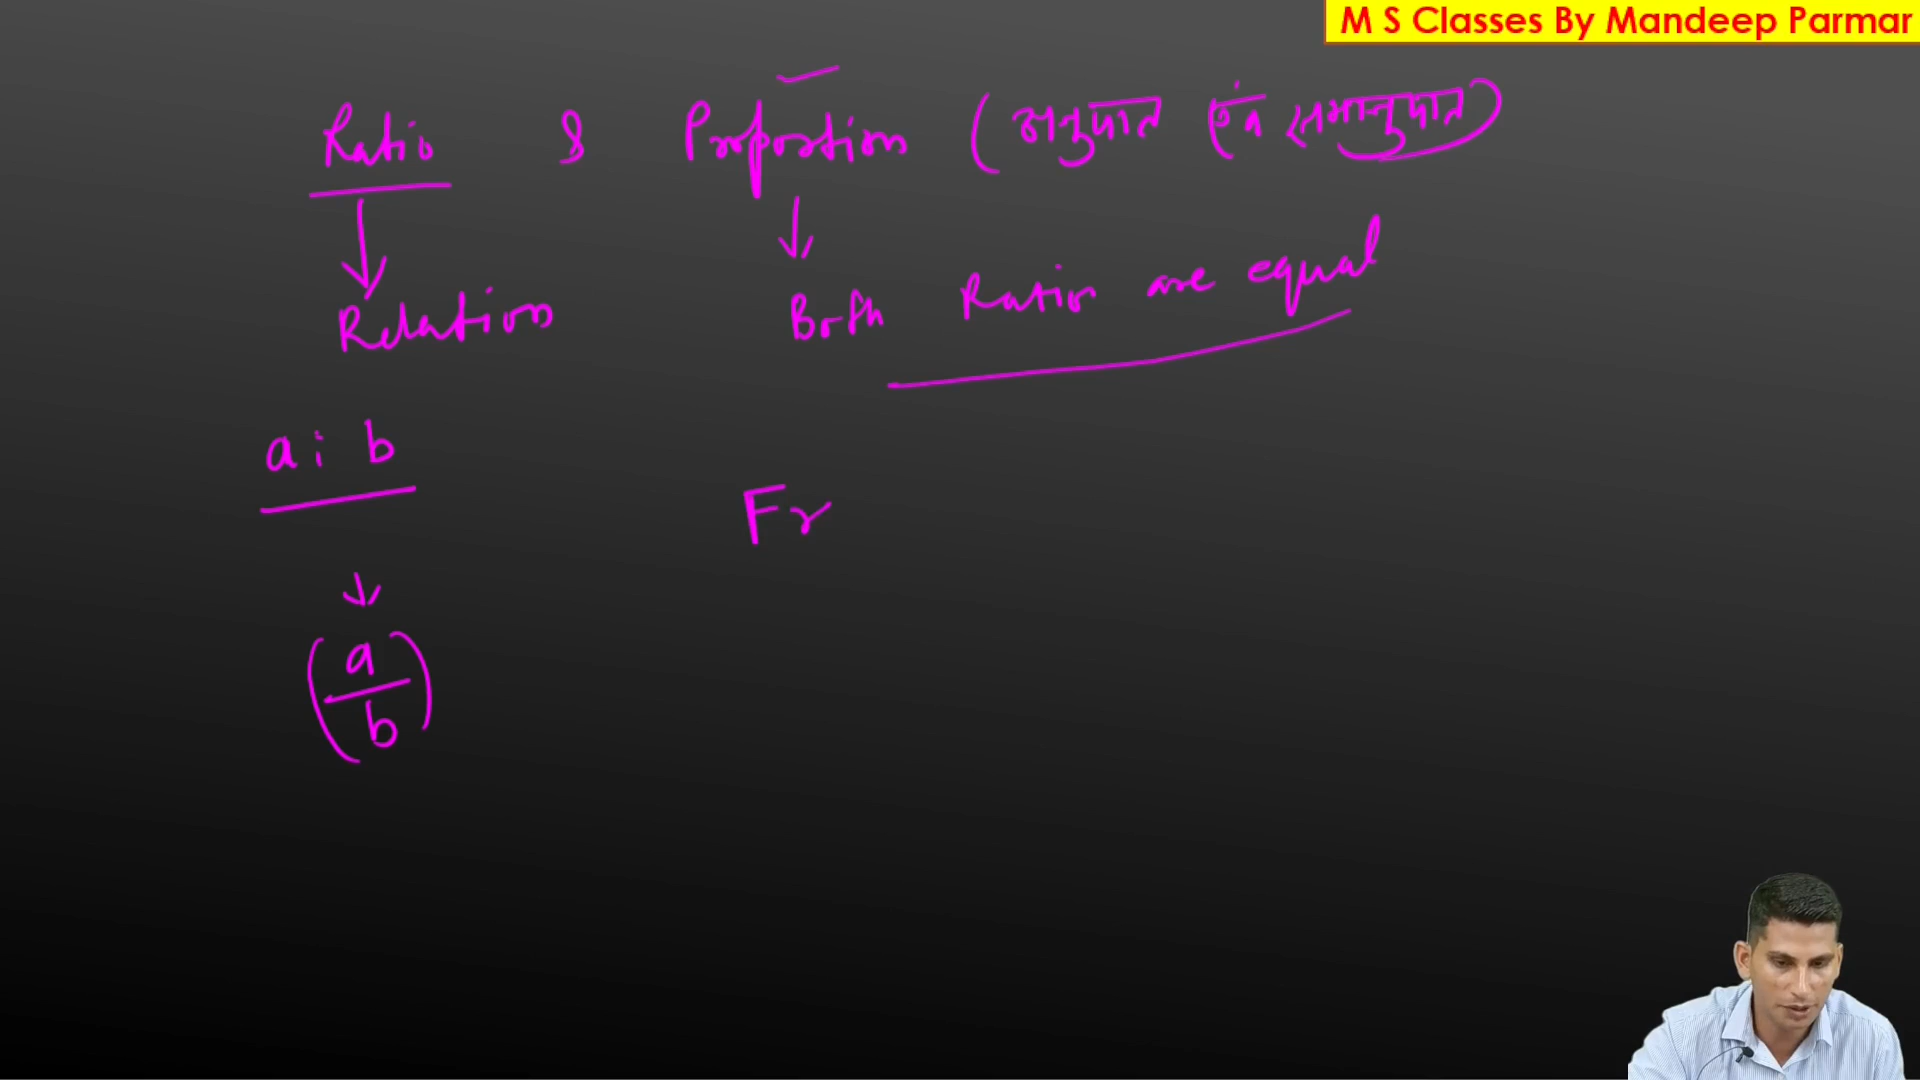 M S Classes By Mandeep Parmar
Ratio & Proportion (अनुपात एवं समानुपात)
Relation
Both Ratio are equal
a : b
Fr
(a/b)